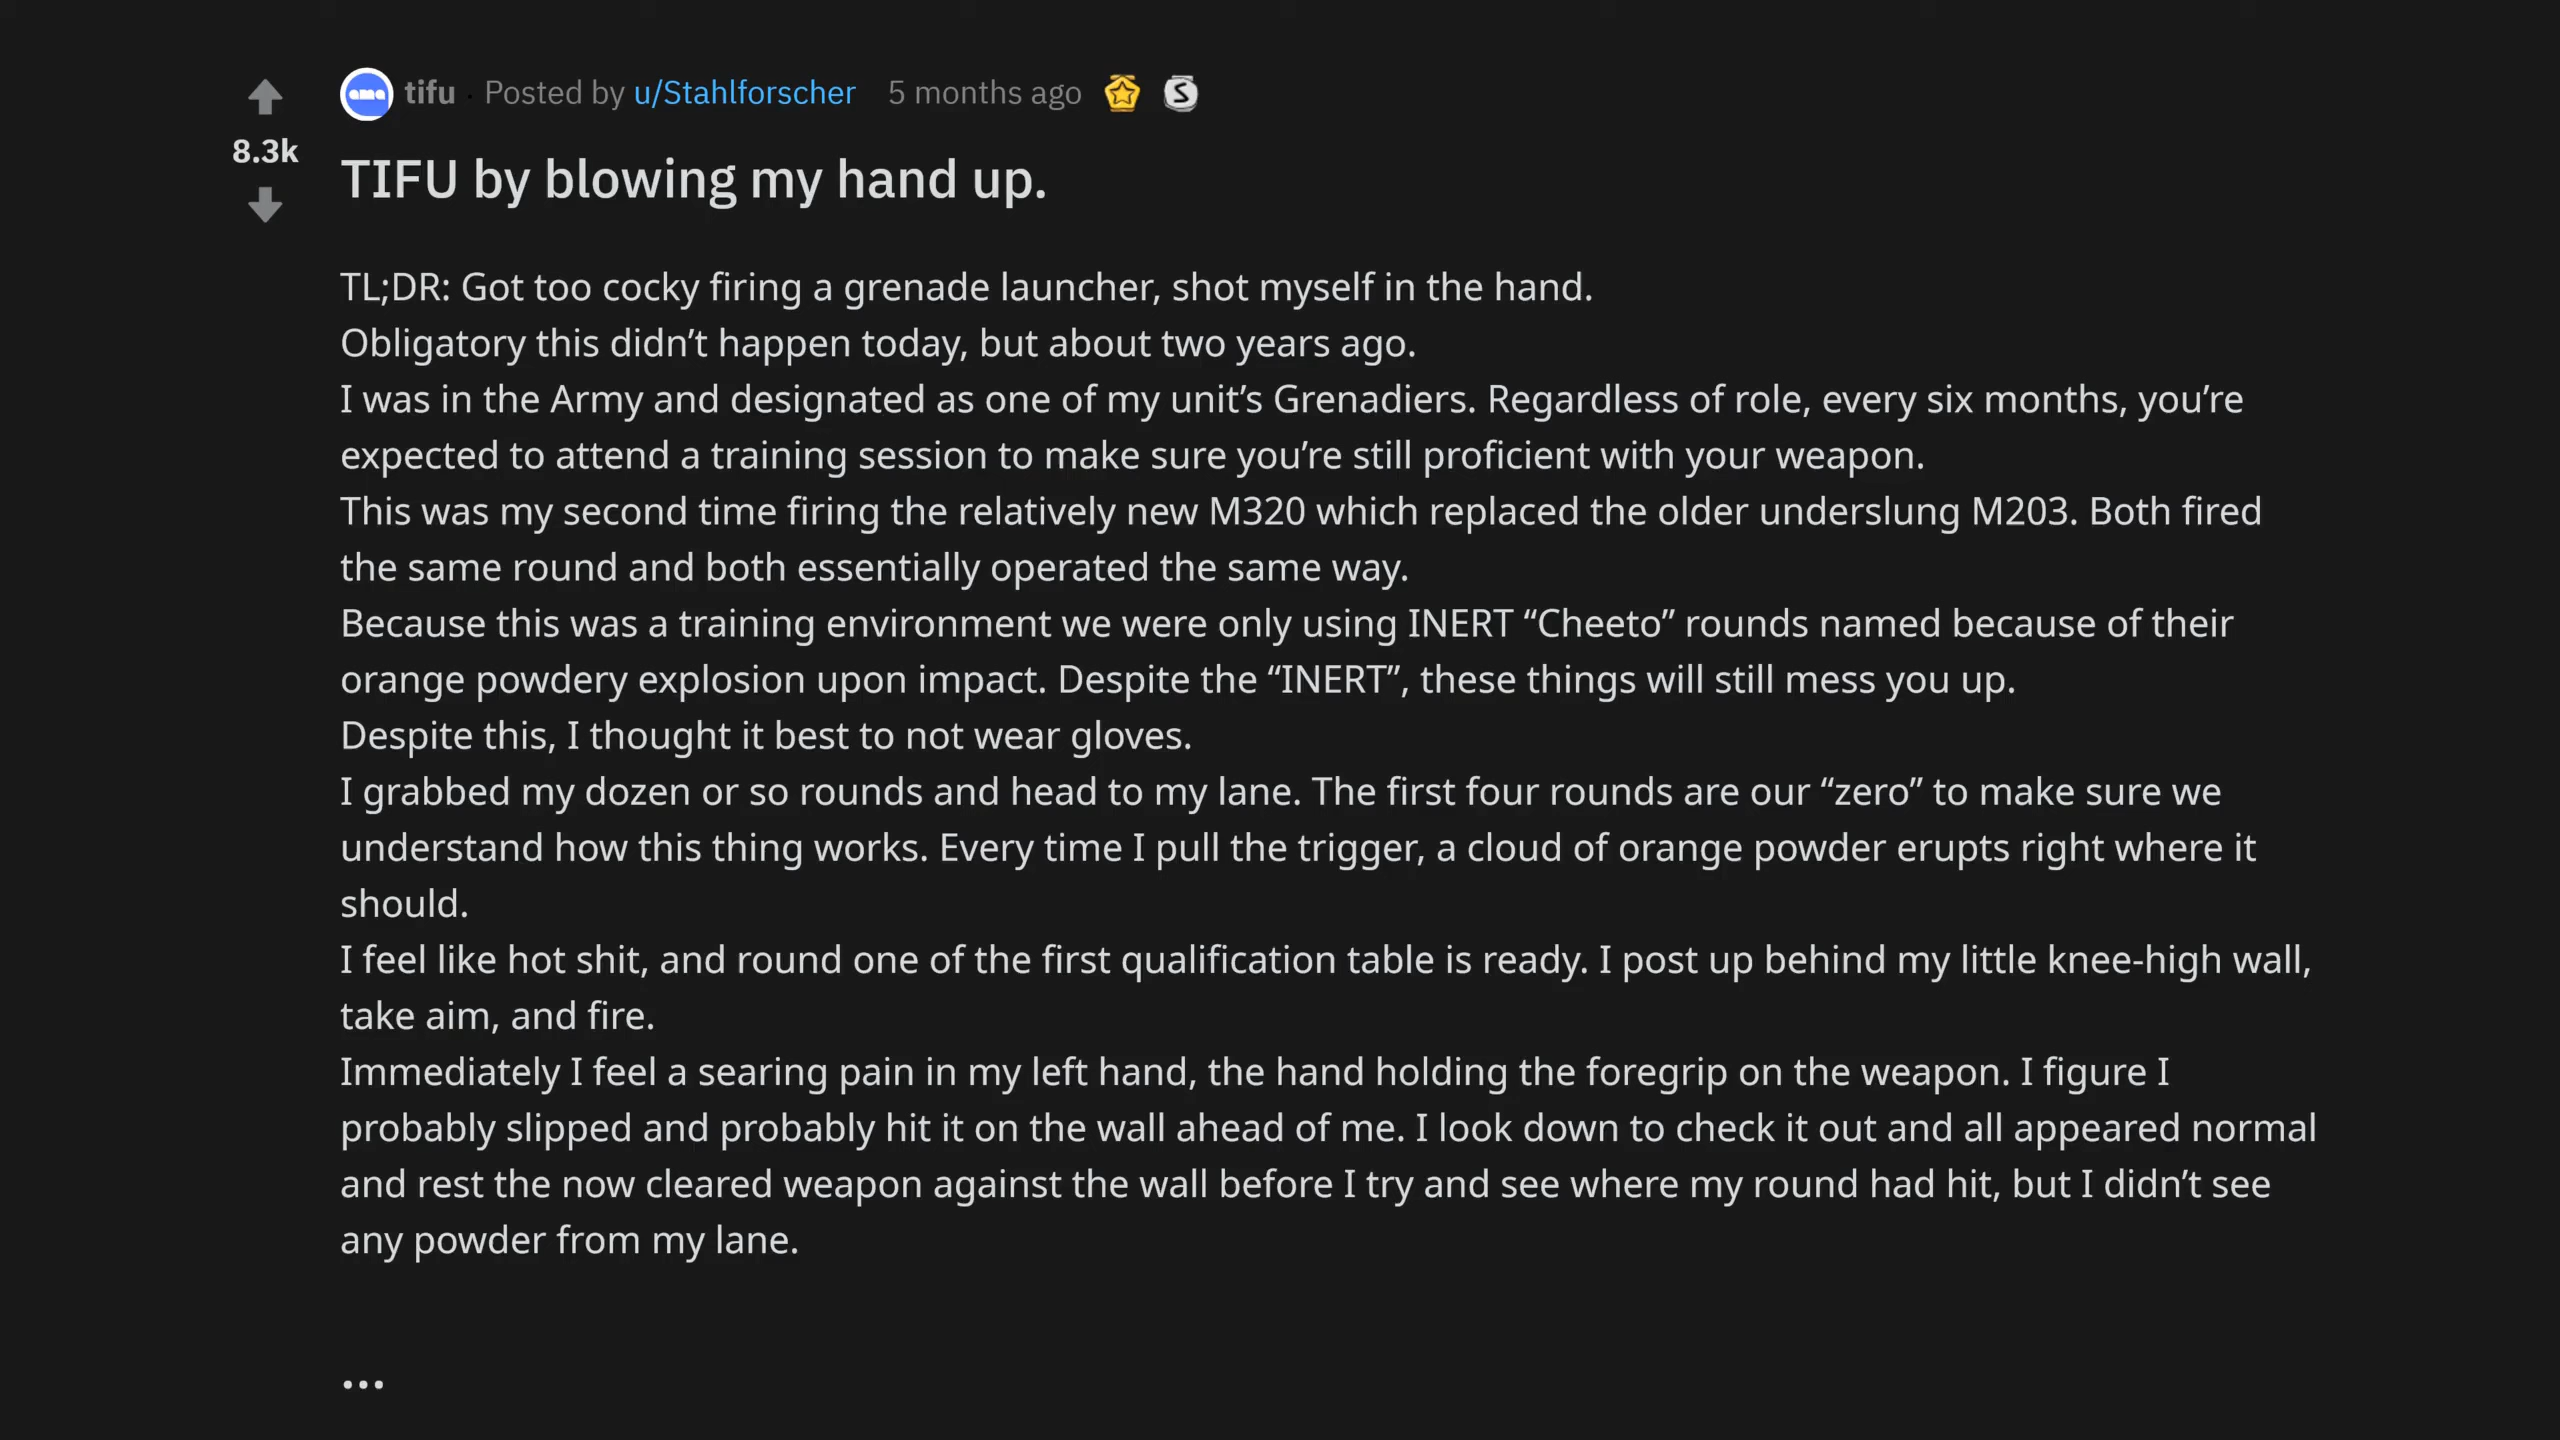 ama tifu · Posted by u/Stahlforscher 5 months ago S
8.3k
TIFU by blowing my hand up.
TL;DR: Got too cocky firing a grenade launcher, shot myself in the hand.
Obligatory this didn’t happen today, but about two years ago.
I was in the Army and designated as one of my unit’s Grenadiers. Regardless of role, every six months, you’re
expected to attend a training session to make sure you’re still proficient with your weapon.
This was my second time firing the relatively new M320 which replaced the older underslung M203. Both fired
the same round and both essentially operated the same way.
Because this was a training environment we were only using INERT “Cheeto” rounds named because of their
orange powdery explosion upon impact. Despite the “INERT”, these things will still mess you up.
Despite this, I thought it best to not wear gloves.
I grabbed my dozen or so rounds and head to my lane. The first four rounds are our “zero” to make sure we
understand how this thing works. Every time I pull the trigger, a cloud of orange powder erupts right where it
should.
I feel like hot shit, and round one of the first qualification table is ready. I post up behind my little knee-high wall,
take aim, and fire.
Immediately I feel a searing pain in my left hand, the hand holding the foregrip on the weapon. I figure I
probably slipped and probably hit it on the wall ahead of me. I look down to check it out and all appeared normal
and rest the now cleared weapon against the wall before I try and see where my round had hit, but I didn’t see
any powder from my lane.
...